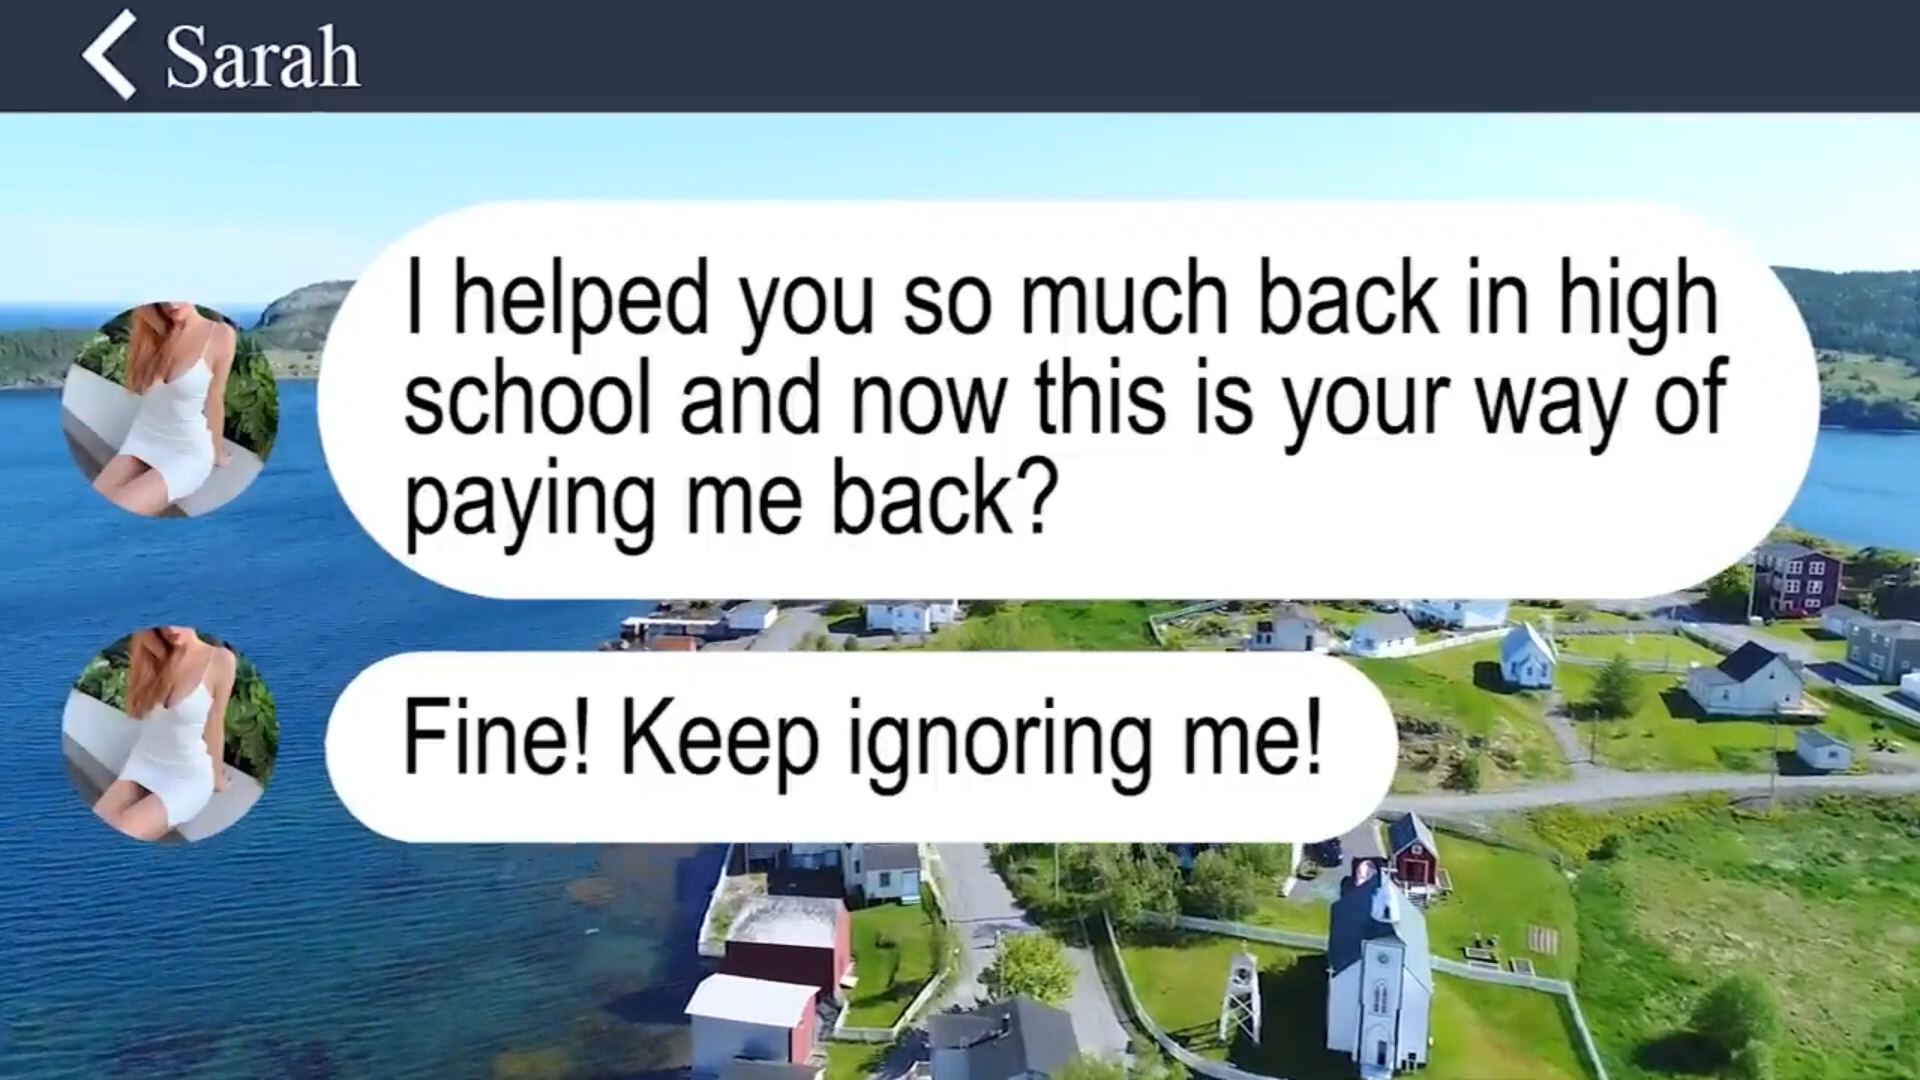 Sarah
I helped you so much back in high
school and now this is your way of
paying me back?
Fine! Keep ignoring me!